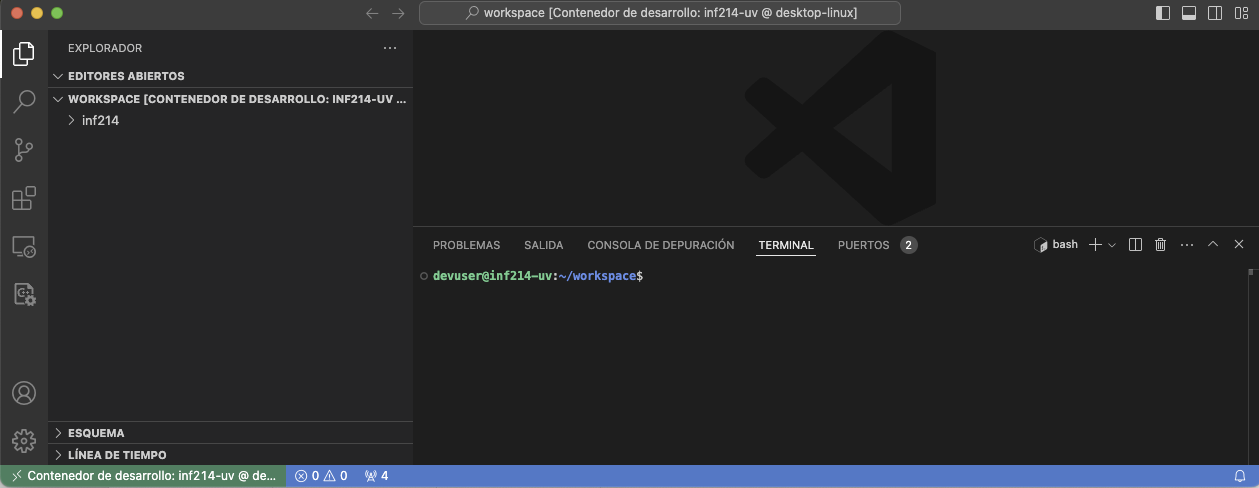 workspace [Contenedor de desarrollo: inf214-uv @ desktop-linux]
EXPLORADOR
EDITORES ABIERTOS
WORKSPACE [CONTENEDOR DE DESARROLLO: INF214-UV ...
inf214
ESQUEMA
LÍNEA DE TIEMPO
PROBLEMAS SALIDA CONSOLA DE DEPURACIÓN TERMINAL PUERTOS 2 bash
devuser@inf214-uv:~/workspace$
Contenedor de desarrollo: inf214-uv @ de... 0 0 4